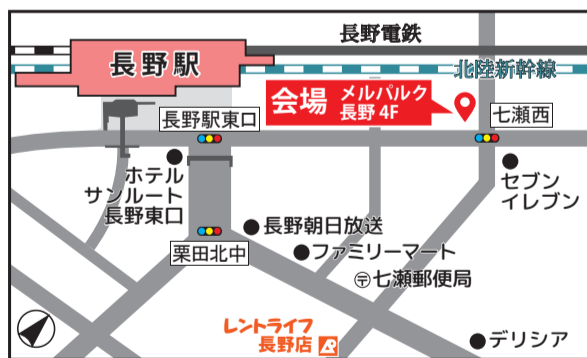 長野電鉄
北陸新幹線
長野駅
会場 メルパルク
長野 4F
七瀬西
長野駅東口
ホテル
サンルート
長野東口
セブン
イレブン
長野朝日放送
栗田北中
ファミリーマート
〶七瀬郵便局
レントライフ
長野店
デリシア